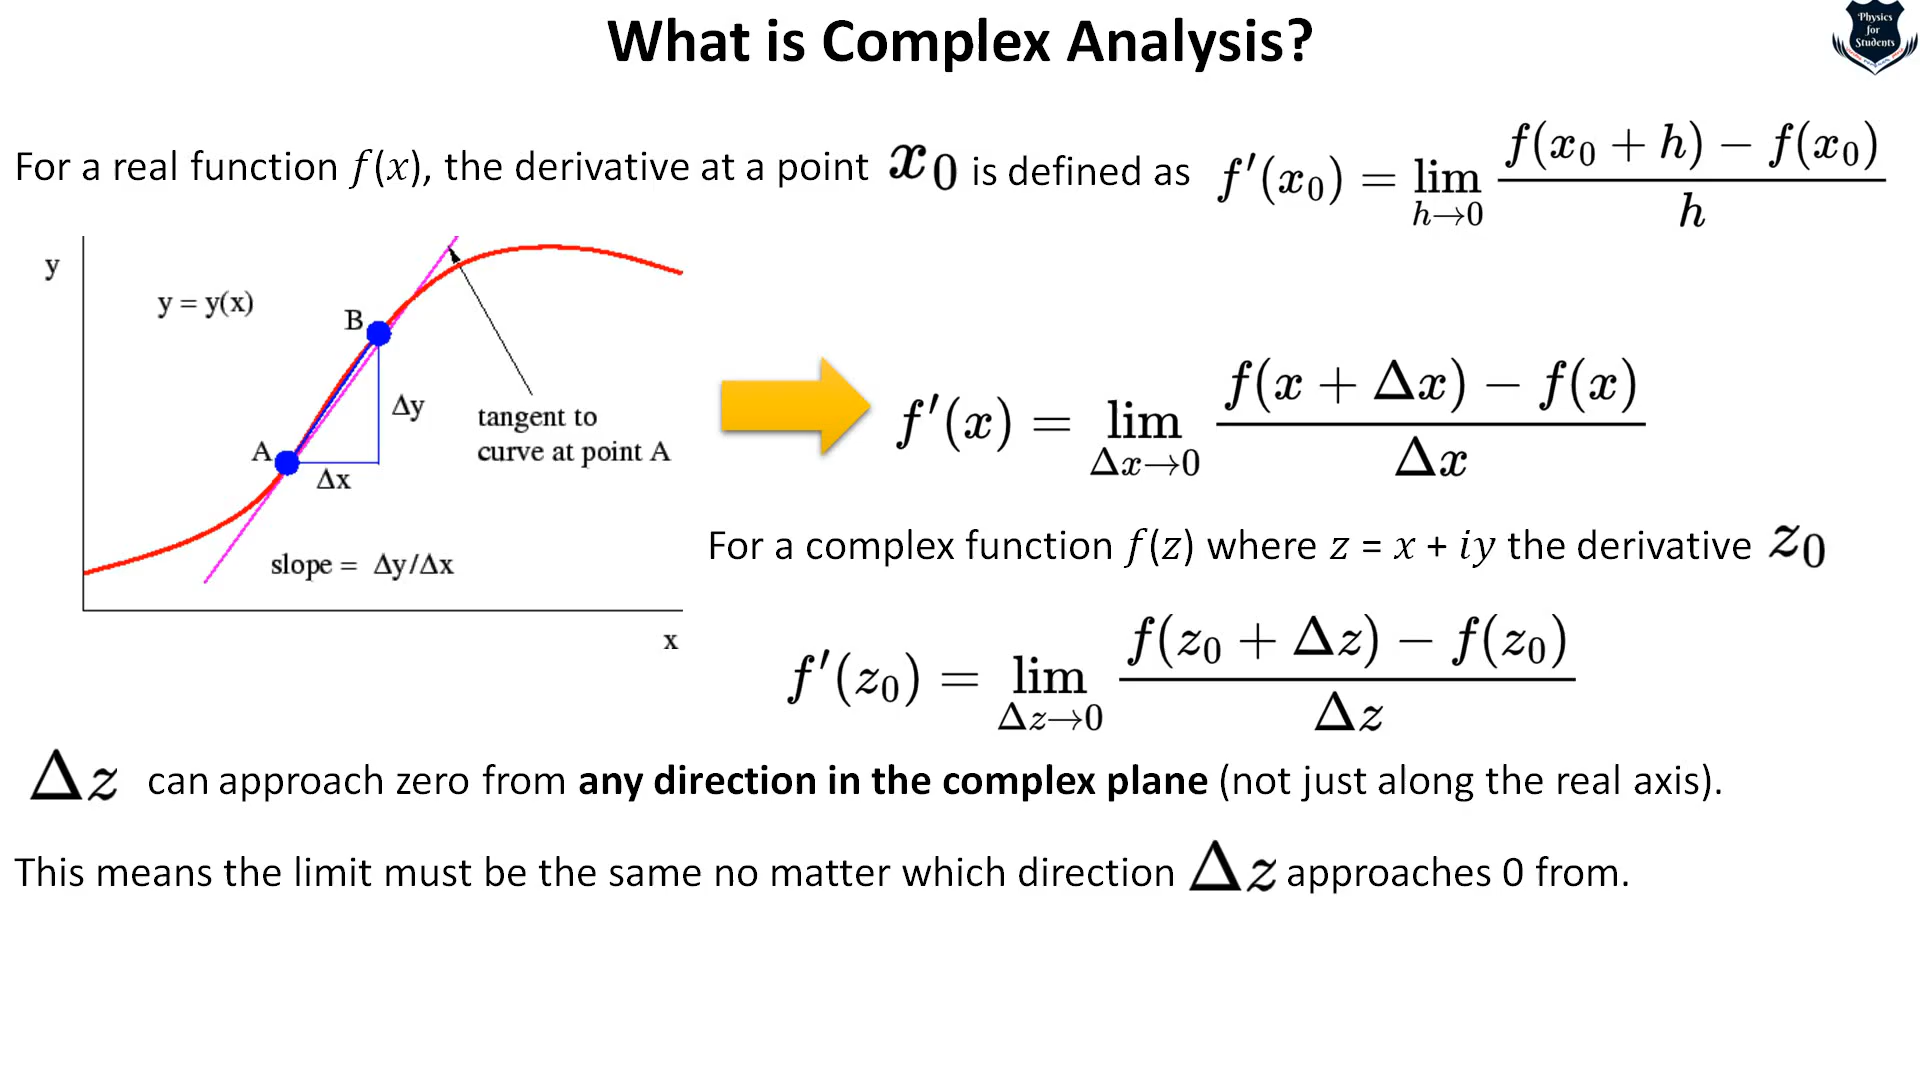 What is Complex Analysis?
Physics
for
Students
For a real function f(x), the derivative at a point x₀ is defined as f′(x₀) = lim h→0 (f(x₀ + h) − f(x₀)) / h
y
y = y(x)
B
Δy
tangent to
curve at point A
A
Δx
slope = Δy/Δx
x
f′(x) = lim Δx→0 (f(x + Δx) − f(x)) / Δx
For a complex function f(z) where z = x + iy the derivative z₀
f′(z₀) = lim Δz→0 (f(z₀ + Δz) − f(z₀)) / Δz
Δz can approach zero from any direction in the complex plane (not just along the real axis).
This means the limit must be the same no matter which direction Δz approaches 0 from.